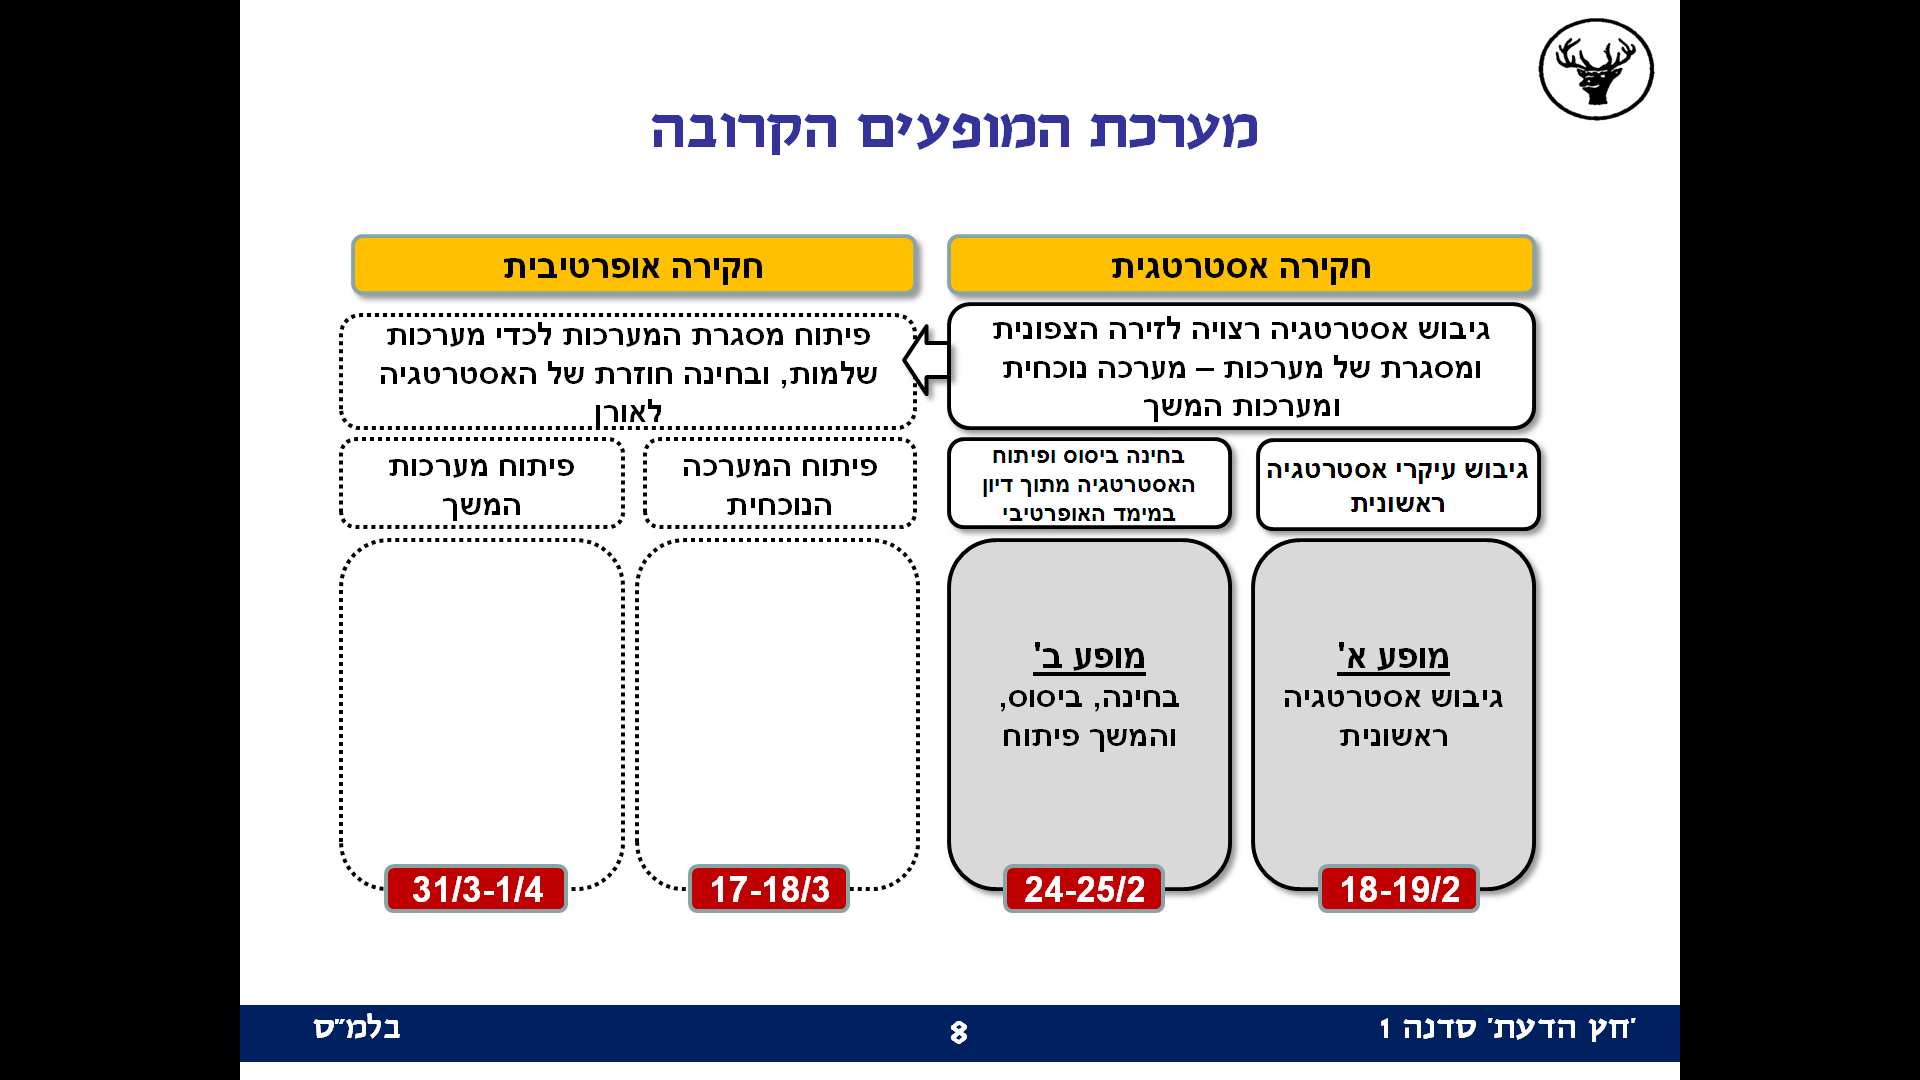 מערכת המופעים הקרובה
חקירה אסטרטגית
גיבוש אסטרטגיה רצויה לזירה הצפונית
ומסגרת של מערכות – מערכה נוכחית
ומערכות המשך
גיבוש עיקרי אסטרטגיה
ראשונית
בחינה ביסוס ופיתוח
האסטרטגיה מתוך דיון
במימד האופרטיבי
מופע א'
גיבוש אסטרטגיה
ראשונית
18-19/2
מופע ב'
בחינה, ביסוס,
והמשך פיתוח
24-25/2
חקירה אופרטיבית
פיתוח מסגרת המערכות לכדי מערכות
שלמות, ובחינה חוזרת של האסטרטגיה
לאורן
פיתוח המערכה
הנוכחית
פיתוח מערכות
המשך
17-18/3
31/3-1/4
'חץ הדעת' סדנה 1
8
בלמ"ס